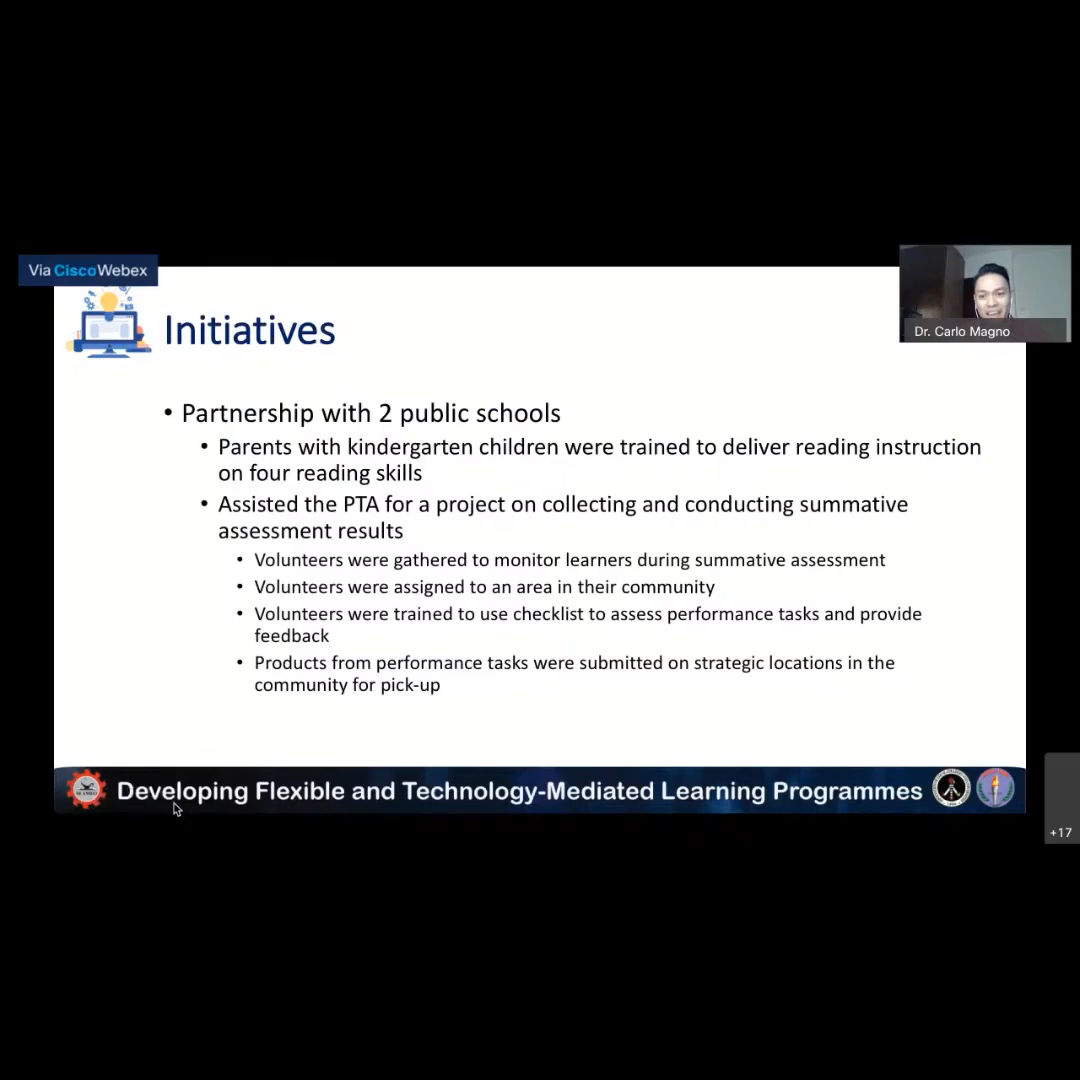 Via CiscoWebex
Initiatives
Dr. Carlo Magno
• Partnership with 2 public schools
• Parents with kindergarten children were trained to deliver reading instruction
on four reading skills
• Assisted the PTA for a project on collecting and conducting summative
assessment results
• Volunteers were gathered to monitor learners during summative assessment
• Volunteers were assigned to an area in their community
• Volunteers were trained to use checklist to assess performance tasks and provide
feedback
• Products from performance tasks were submitted on strategic locations in the
community for pick-up
Developing Flexible and Technology-Mediated Learning Programmes
+17